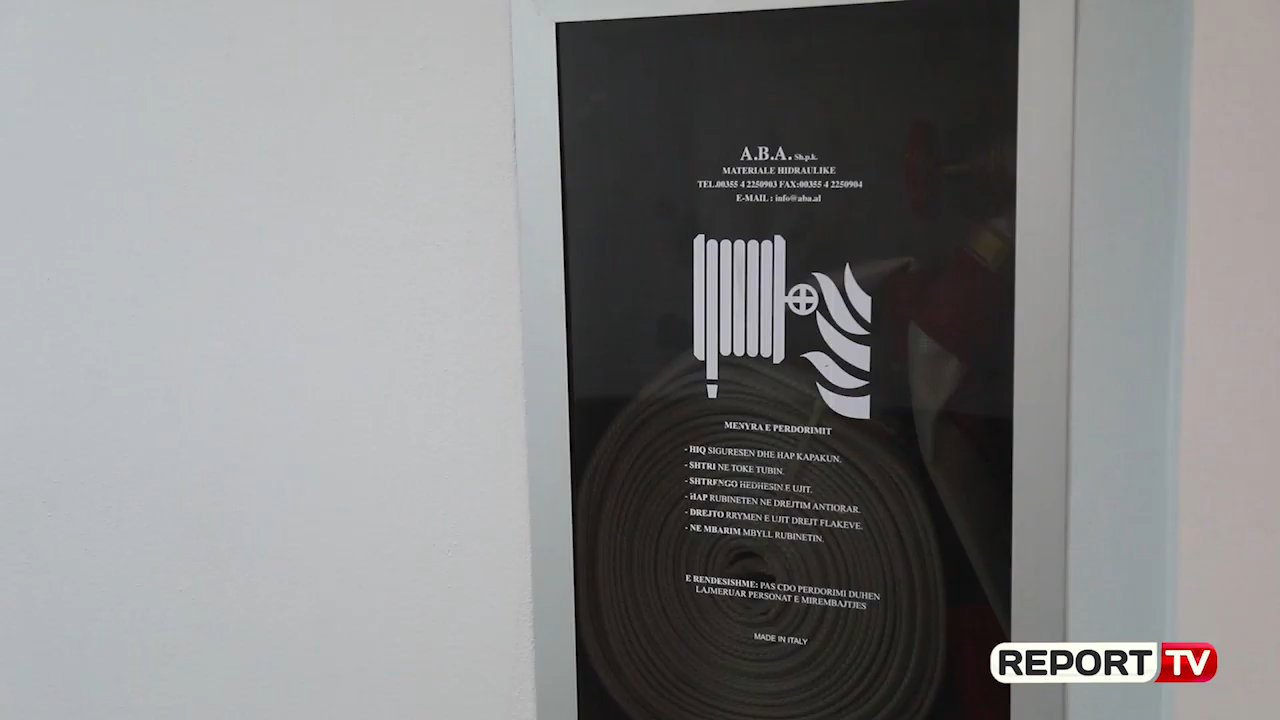 A.B.A. Sh.p.k.
MATERIALE HIDRAULIKE
TEL.00355 4 2250903 FAX:00355 4 2250904
E-MAIL : info@aba.al
MENYRA E PERDORIMIT
- HIQ SIGURESEN DHE HAP KAPAKUN.
- SHTRI NE TOKE TUBIN.
- SHTRENGO HEDHESIN E UJIT.
- HAP RUBINETEN NE DREJTIM ANTIORAR.
- DREJTO RRYMEN E UJIT DREJT FLAKEVE.
- NE MBARIM MBYLL RUBINETIN.
E RENDESISHME: PAS CDO PERDORIMI DUHEN
LAJMERUAR PERSONAT E MIREMBAJTJES
MADE IN ITALY
REPORT TV